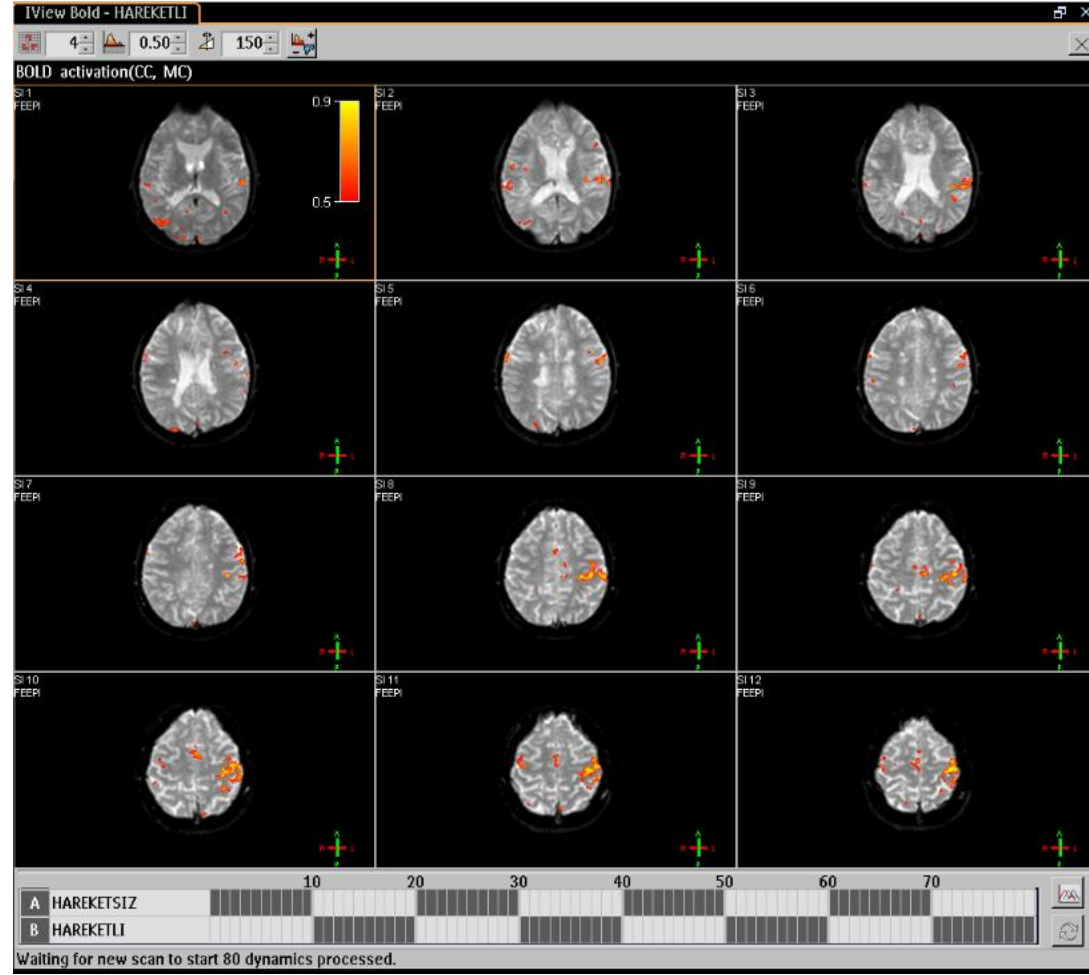 IView Bold - HAREKETLI
4 0.50 150
BOLD activation(CC, MC)
SI 1
FEEPI
0.9
0.5
A
R L
P
SI 2
FEEPI
A
R L
P
SI 3
FEEPI
A
R L
P
SI 4
FEEPI
A
R L
P
SI 5
FEEPI
A
R L
P
SI 6
FEEPI
A
R L
P
SI 7
FEEPI
A
R L
P
SI 8
FEEPI
A
R L
P
SI 9
FEEPI
A
R L
P
SI 10
FEEPI
A
R L
P
SI 11
FEEPI
A
R L
P
SI 12
FEEPI
A
R L
P
10 20 30 40 50 60 70
A HAREKETSIZ
B HAREKETLI
Waiting for new scan to start 80 dynamics processed.